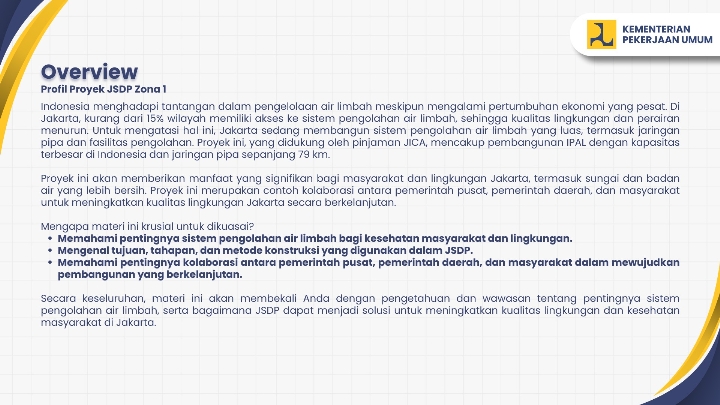 KEMENTERIAN
PEKERJAAN UMUM
Overview
Profil Proyek JSDP Zona 1
Indonesia menghadapi tantangan dalam pengelolaan air limbah meskipun mengalami pertumbuhan ekonomi yang pesat. Di
Jakarta, kurang dari 15% wilayah memiliki akses ke sistem pengolahan air limbah, sehingga kualitas lingkungan dan perairan
menurun. Untuk mengatasi hal ini, Jakarta sedang membangun sistem pengolahan air limbah yang luas, termasuk jaringan
pipa dan fasilitas pengolahan. Proyek ini, yang didukung oleh pinjaman JICA, mencakup pembangunan IPAL dengan kapasitas
terbesar di Indonesia dan jaringan pipa sepanjang 79 km.
Proyek ini akan memberikan manfaat yang signifikan bagi masyarakat dan lingkungan Jakarta, termasuk sungai dan badan
air yang lebih bersih. Proyek ini merupakan contoh kolaborasi antara pemerintah pusat, pemerintah daerah, dan masyarakat
untuk meningkatkan kualitas lingkungan Jakarta secara berkelanjutan.
Mengapa materi ini krusial untuk dikuasai?
• Memahami pentingnya sistem pengolahan air limbah bagi kesehatan masyarakat dan lingkungan.
• Mengenal tujuan, tahapan, dan metode konstruksi yang digunakan dalam JSDP.
• Memahami pentingnya kolaborasi antara pemerintah pusat, pemerintah daerah, dan masyarakat dalam mewujudkan
pembangunan yang berkelanjutan.
Secara keseluruhan, materi ini akan membekali Anda dengan pengetahuan dan wawasan tentang pentingnya sistem
pengolahan air limbah, serta bagaimana JSDP dapat menjadi solusi untuk meningkatkan kualitas lingkungan dan kesehatan
masyarakat di Jakarta.